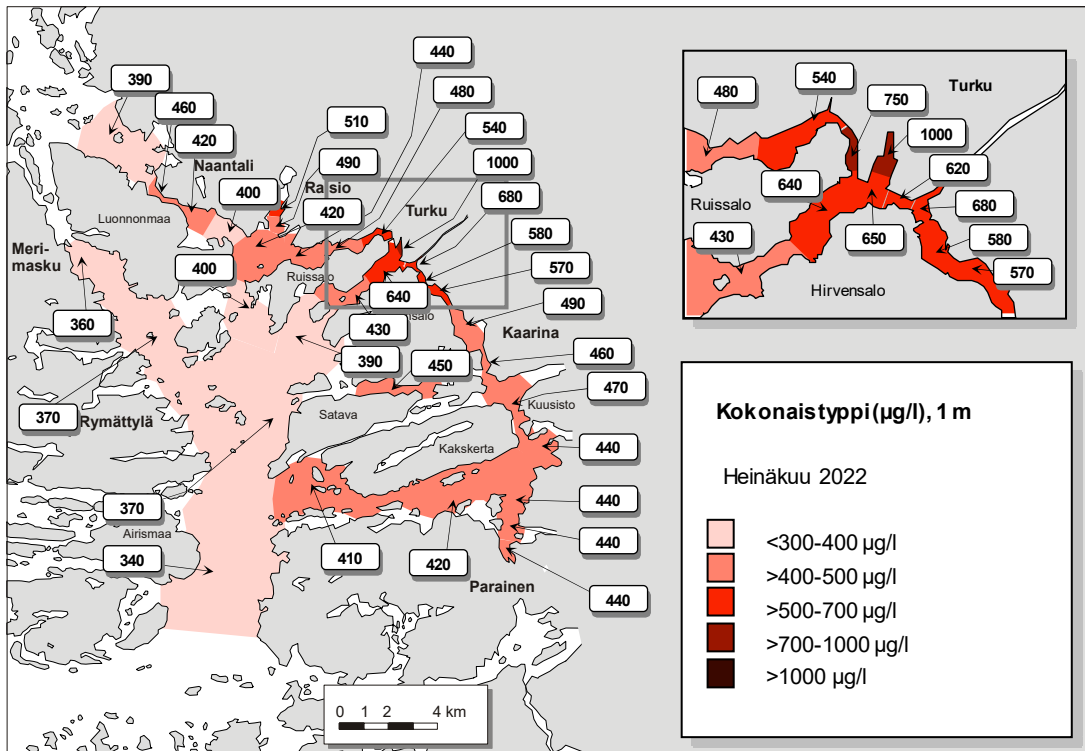 440
390
480
460
510
540
420
490
1000
Naantali
Raisio
400
420
Turku
680
Luonnonmaa
580
Meri-
masku
400
Ruissalo
570
640
nsalo
490
360
430
Kaarina
390
460
450
370
Rymättylä
Satava
Kuusisto
470
Kakskerta
440
370
440
Airismaa
340
410
420
440
Parainen
440
0 1 2 4 km
540
Turku
480
750
1000
640
620
Ruissalo
680
430
650
580
570
Hirvensalo
Kokonaistyppi (µg/l), 1 m
Heinäkuu 2022
<300-400 µg/l
>400-500 µg/l
>500-700 µg/l
>700-1000 µg/l
>1000 µg/l